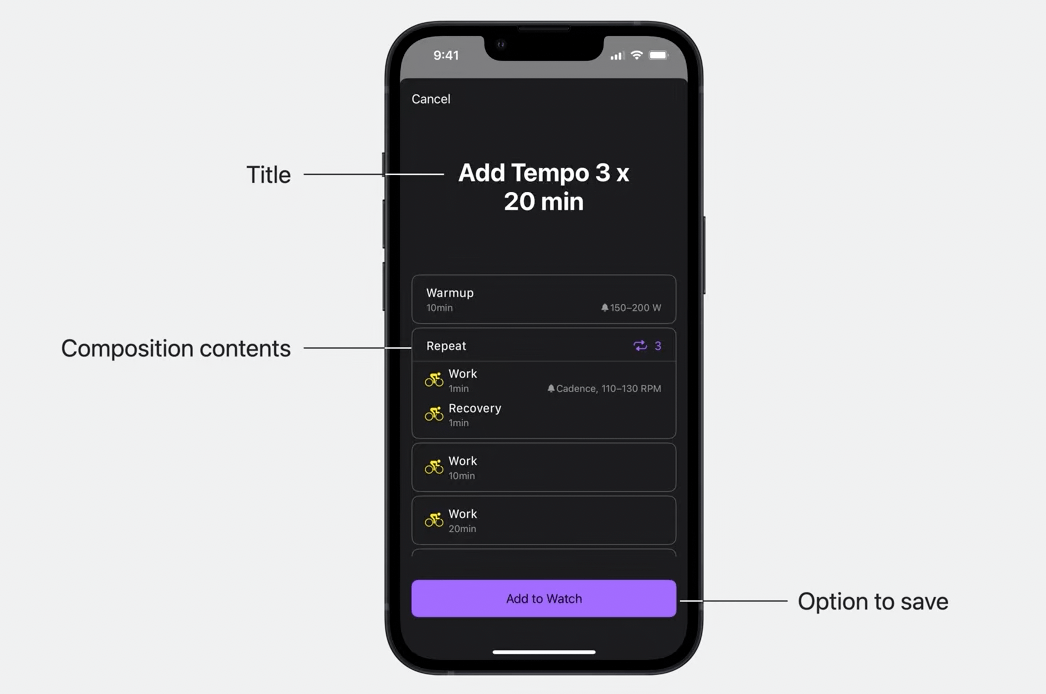 9:41
Cancel
Title
Add Tempo 3 x
20 min
Warmup
10min
150–200 W
Composition contents
Repeat
3
Work
1min
Cadence, 110–130 RPM
Recovery
1min
Work
10min
Work
20min
Add to Watch
Option to save